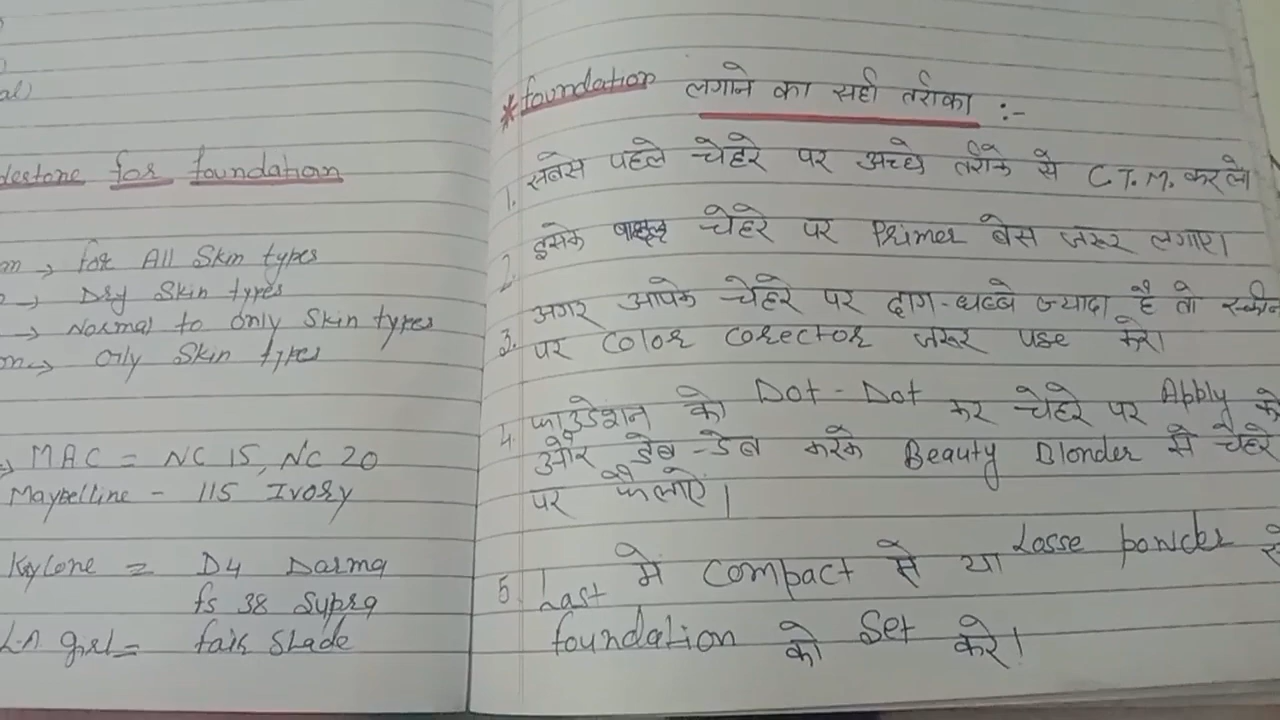 al)
destone for foundation
m → for All Skin types
→ Dry Skin types
→ Normal to only Skin types
on → Oily Skin types
→ MAC = NC 15, NC 20
Maybelline - 115 Ivory
Krylone = D4 Darma
fs 38 Supra
L.A girl = fair Shade
*foundation लगाने का सही तरीका :-
1. सबसे पहले चेहरे पर अच्छे तरीके से C.T.M. करले
2. इसके चेहरे पर Primer बेस जरूर लगाए।
3. अगर आपके चेहरे पर दाग-धब्बे ज्यादा है तो स्कीन
पर Color Corector जरूर use करे।
4. फाउंडेशन को Dot-Dot कर चेहरे पर Apply के
और डेब-डेब करके Beauty Blonder से चेहरे
पर फैलाऐं।
5. Last में Compact से या Losse powder से
foundation को Set करे।